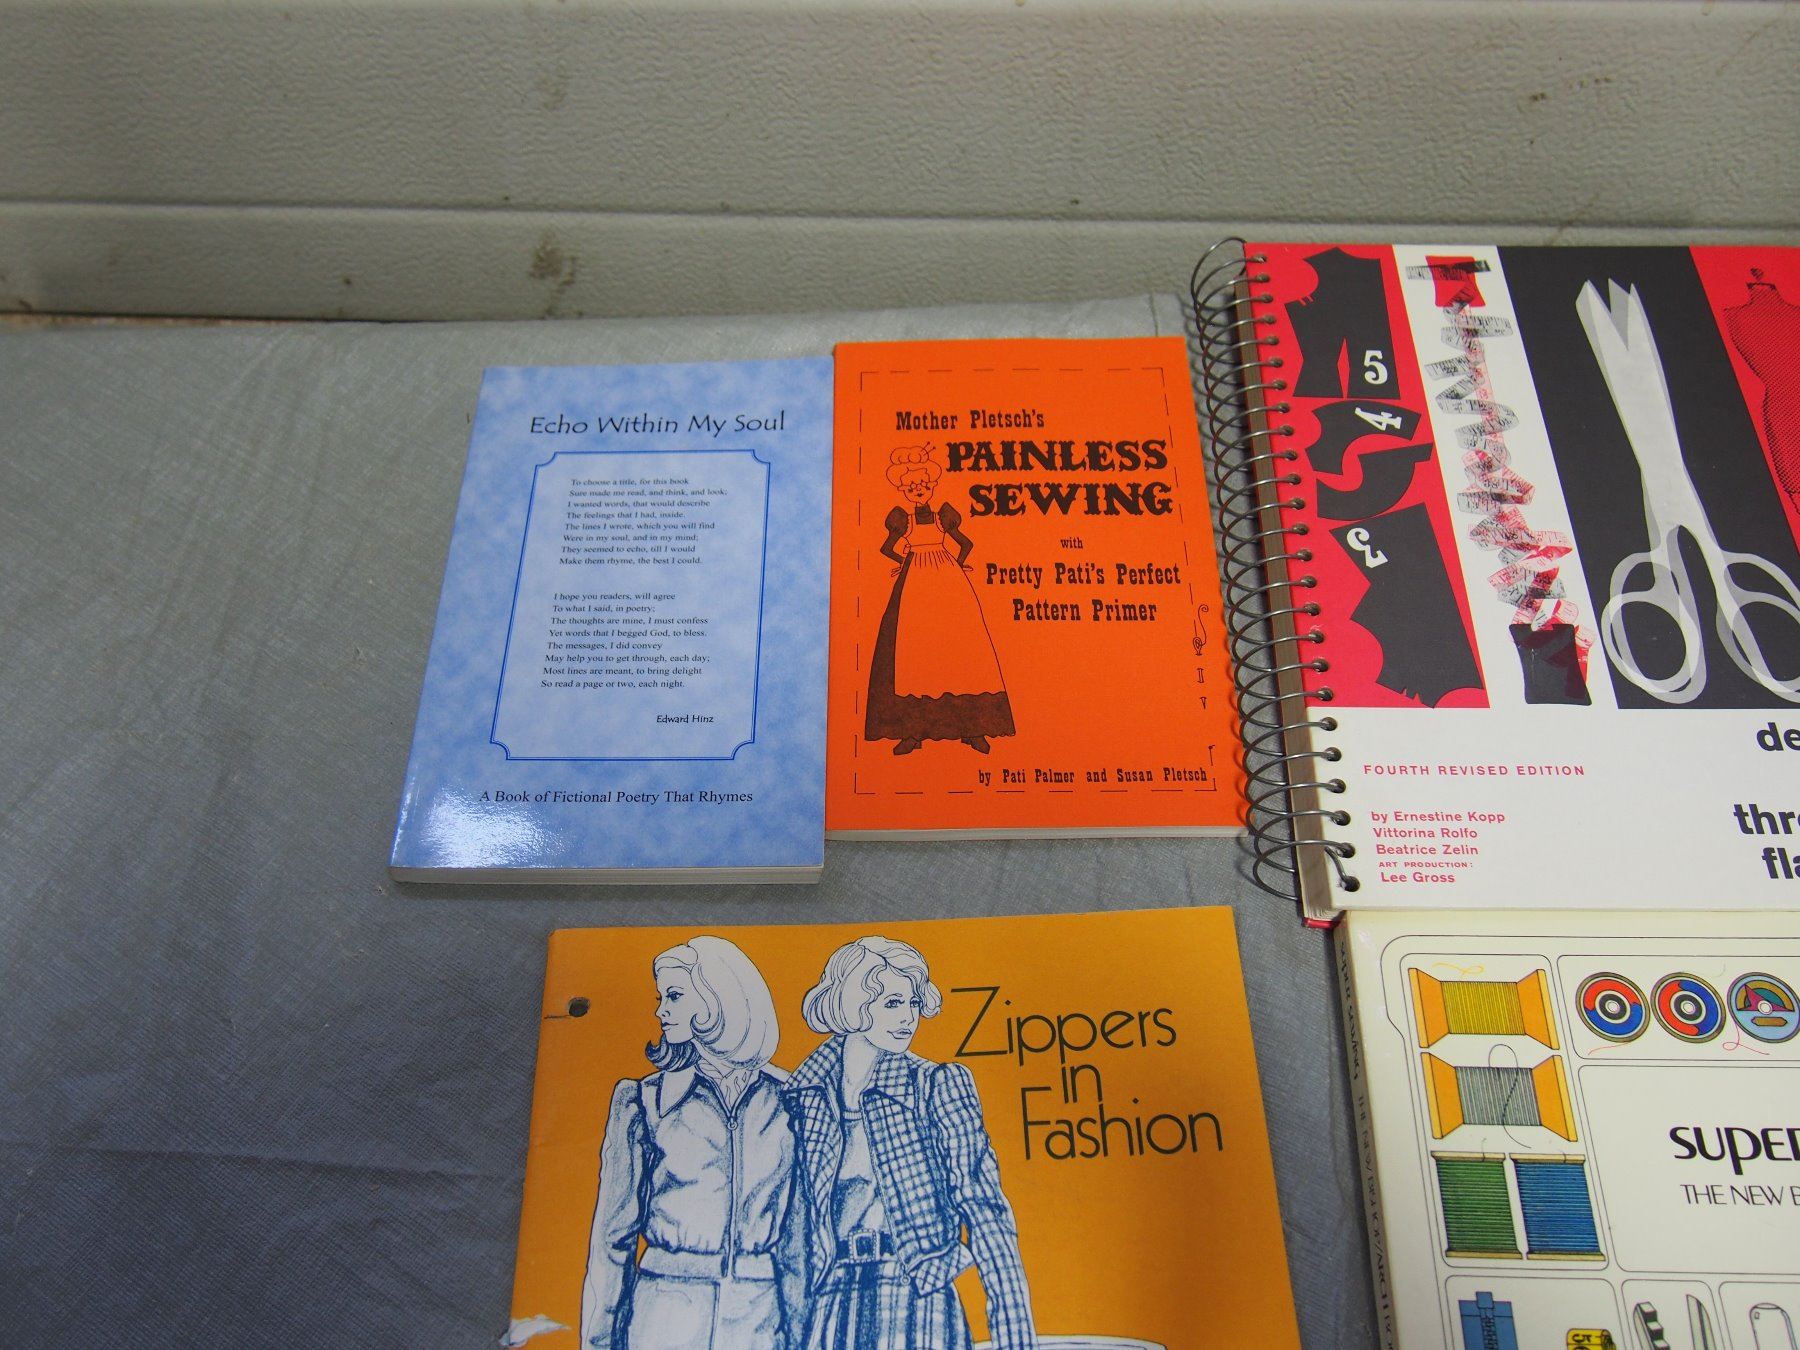 Echo Within My Soul
To choose a title, for this book
Sure made me read, and think, and look;
I wanted words, that would describe
The feelings that I had, inside.
The lines I wrote, which you will find
Were in my soul, and in my mind;
They seemed to echo, till I would
Make them rhyme, the best I could.
I hope you readers, will agree
To what I said, in poetry;
The thoughts are mine, I must confess
Yet words that I begged God, to bless.
The messages, I did convey
May help you to get through, each day;
Most lines are meant, to bring delight
So read a page or two, each night.
Edward Hinz
A Book of Fictional Poetry That Rhymes
Mother Pletsch's
PAINLESS
SEWING
with
Pretty Pati's Perfect
Pattern Primer
by Pati Palmer and Susan Pletsch
5
4
3
de
FOURTH REVISED EDITION
by Ernestine Kopp
Vittorina Rolfo
Beatrice Zelin
ART PRODUCTION:
Lee Gross
thro
fla
Zippers
in
Fashion
SUPER
THE NEW B